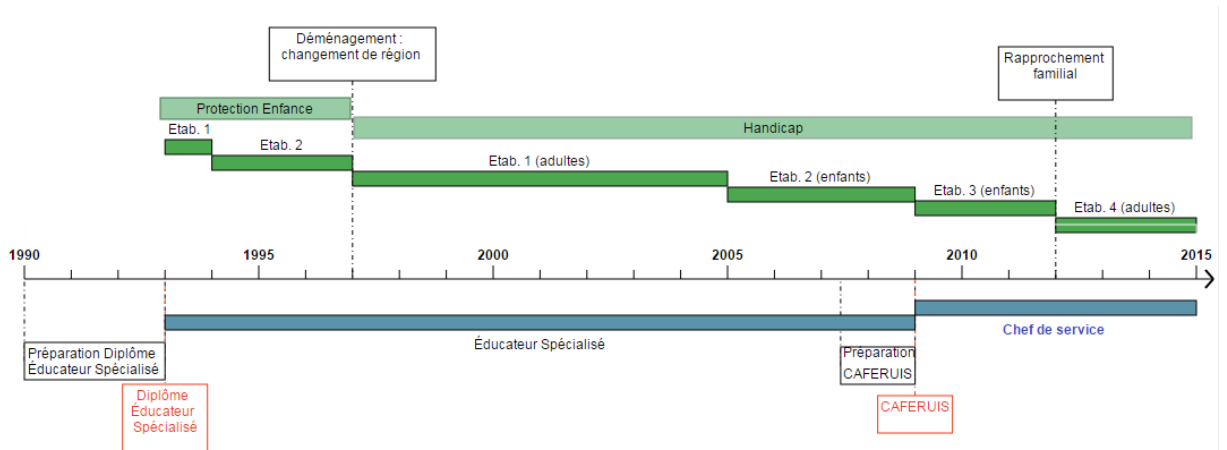 Déménagement :
changement de région
Rapprochement
familial
Protection Enfance
Handicap
Etab. 1
Etab. 2
Etab. 1 (adultes)
Etab. 2 (enfants)
Etab. 3 (enfants)
Etab. 4 (adultes)
1990
1995
2000
2005
2010
2015
Chef de service
Éducateur Spécialisé
Préparation Diplôme
Éducateur Spécialisé
Préparation
CAFERUIS
Diplôme
Éducateur
Spécialisé
CAFERUIS